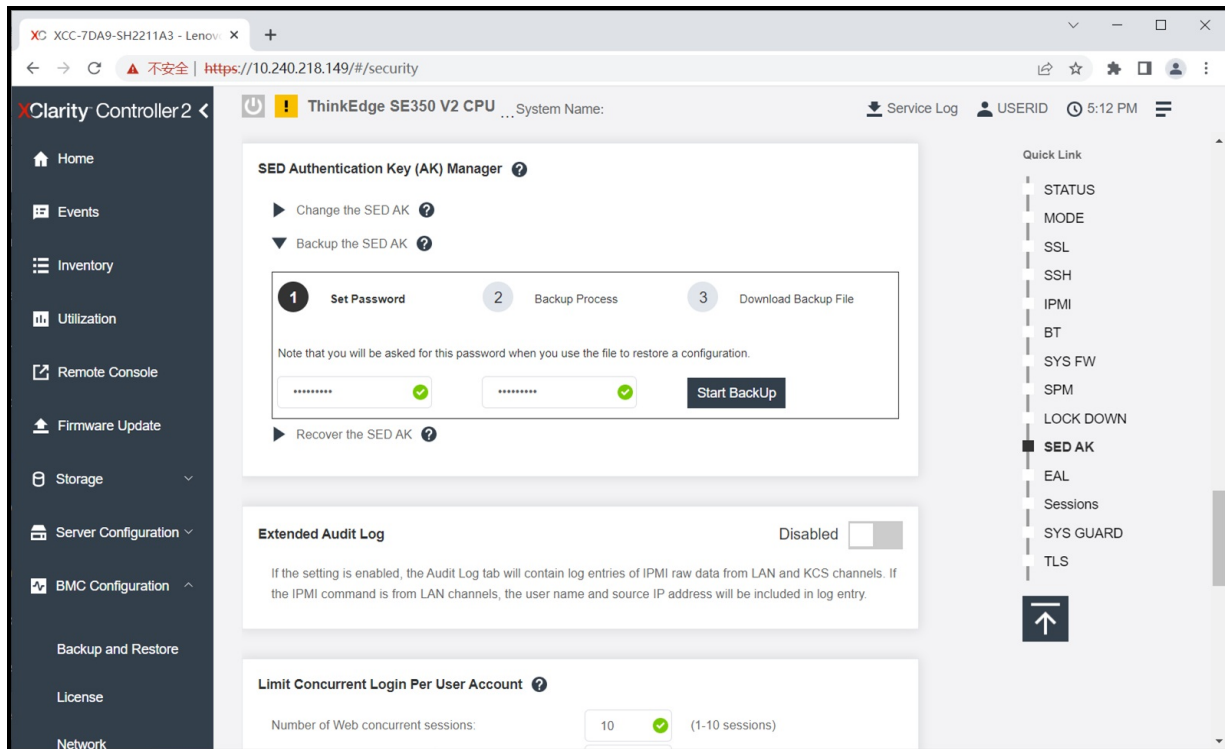 XC XCC-7DA9-SH2211A3 - Lenov
不安全 | https://10.240.218.149/#/security
XClarity Controller 2
ThinkEdge SE350 V2 CPU ... System Name:
Service Log
USERID
5:12 PM
Home
Events
Inventory
Utilization
Remote Console
Firmware Update
Storage
Server Configuration
BMC Configuration
Backup and Restore
License
Network
SED Authentication Key (AK) Manager
Change the SED AK
Backup the SED AK
1 Set Password
2 Backup Process
3 Download Backup File
Note that you will be asked for this password when you use the file to restore a configuration.
•••••••••
•••••••••
Start BackUp
Recover the SED AK
Extended Audit Log
Disabled
If the setting is enabled, the Audit Log tab will contain log entries of IPMI raw data from LAN and KCS channels. If
the IPMI command is from LAN channels, the user name and source IP address will be included in log entry.
Limit Concurrent Login Per User Account
Number of Web concurrent sessions:
10
(1-10 sessions)
Quick Link
STATUS
MODE
SSL
SSH
IPMI
BT
SYS FW
SPM
LOCK DOWN
SED AK
EAL
Sessions
SYS GUARD
TLS